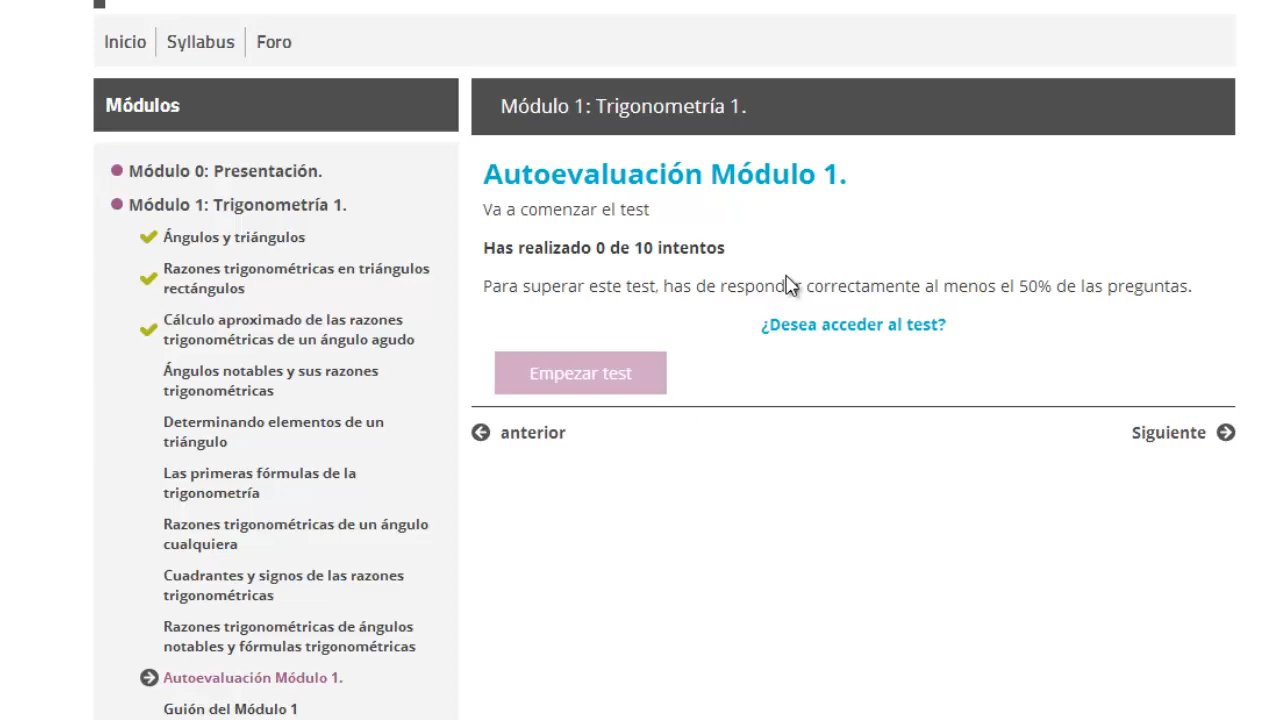 Inicio
Syllabus
Foro
Módulos
Módulo 0: Presentación.
Módulo 1: Trigonometría 1.
Ángulos y triángulos
Razones trigonométricas en triángulos
rectángulos
Cálculo aproximado de las razones
trigonométricas de un ángulo agudo
Ángulos notables y sus razones
trigonométricas
Determinando elementos de un
triángulo
Las primeras fórmulas de la
trigonometría
Razones trigonométricas de un ángulo
cualquiera
Cuadrantes y signos de las razones
trigonométricas
Razones trigonométricas de ángulos
notables y fórmulas trigonométricas
Autoevaluación Módulo 1.
Guión del Módulo 1
Módulo 1: Trigonometría 1.
Autoevaluación Módulo 1.
Va a comenzar el test
Has realizado 0 de 10 intentos
Para superar este test, has de responder correctamente al menos el 50% de las preguntas.
¿Desea acceder al test?
Empezar test
anterior
Siguiente